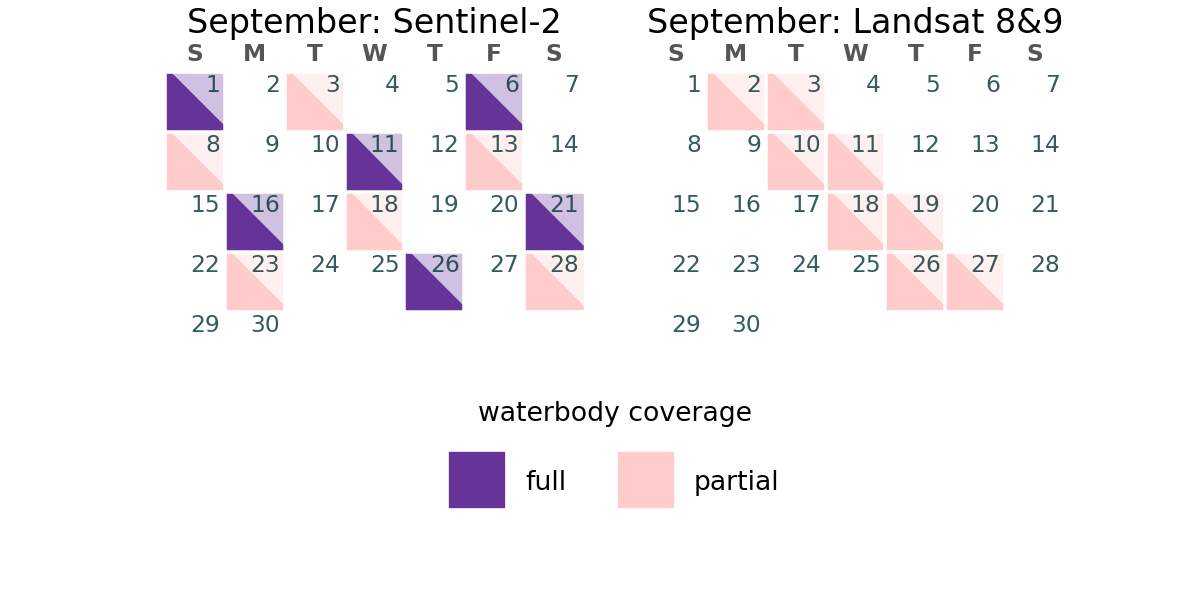 September: Sentinel-2
S M T W T F S
1 2 3 4 5 6 7
8 9 10 11 12 13 14
15 16 17 18 19 20 21
22 23 24 25 26 27 28
29 30
September: Landsat 8&9
S M T W T F S
1 2 3 4 5 6 7
8 9 10 11 12 13 14
15 16 17 18 19 20 21
22 23 24 25 26 27 28
29 30
waterbody coverage
full
partial